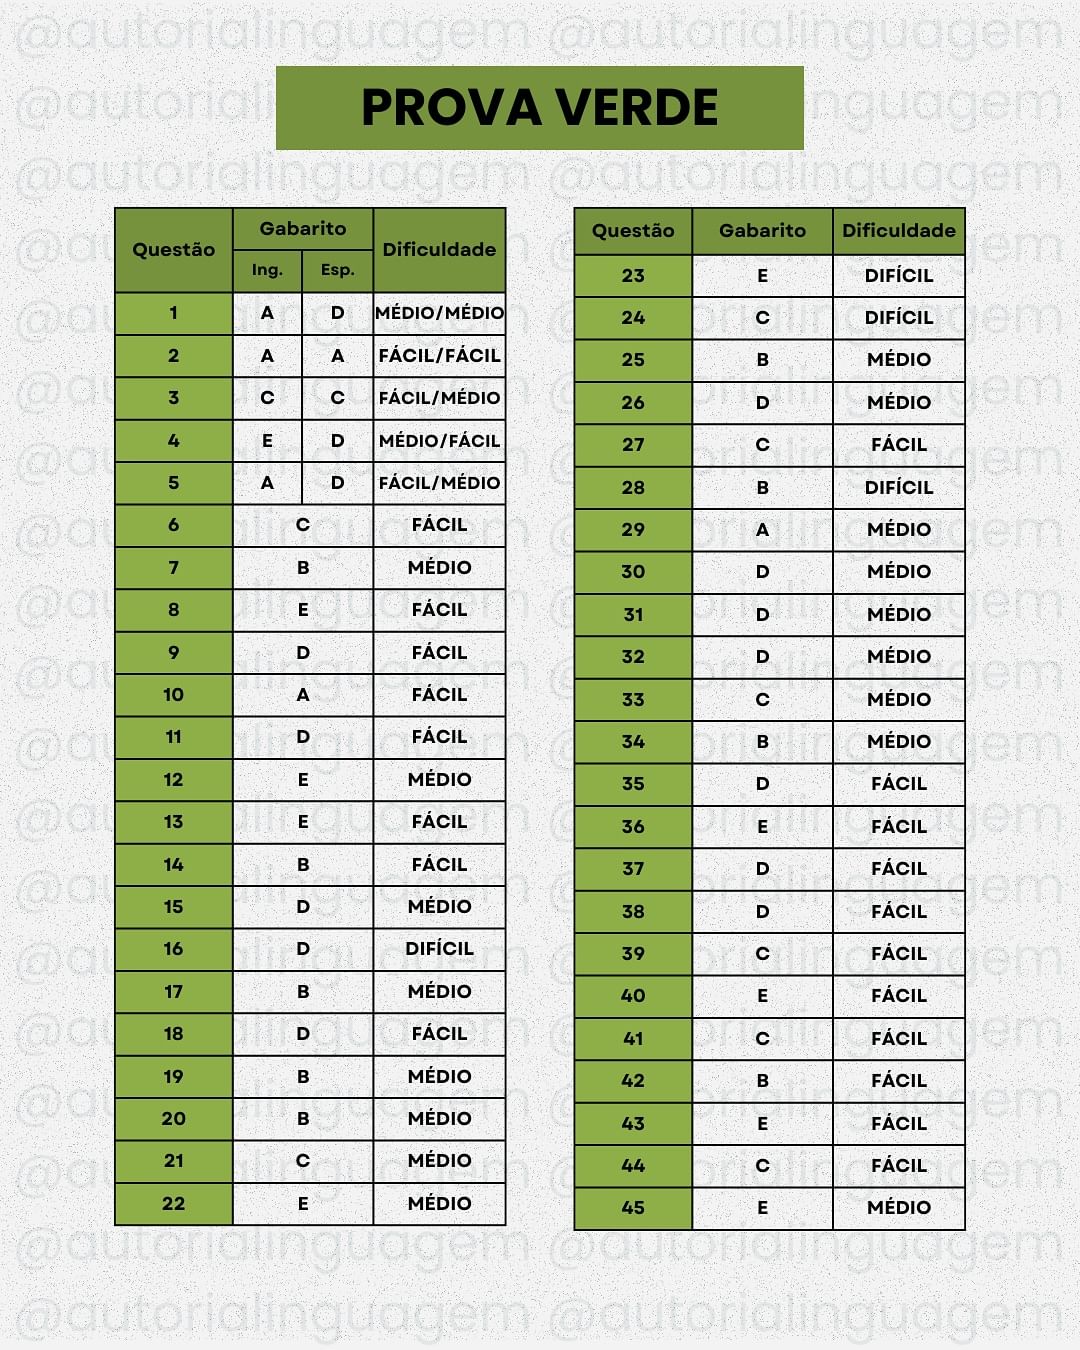 @autorialinguagem @autorialinguagem
PROVA VERDE
Questão Gabarito Dificuldade
Ing. Esp.
1 A D MÉDIO/MÉDIO
2 A A FÁCIL/FÁCIL
3 C C FÁCIL/MÉDIO
4 E D MÉDIO/FÁCIL
5 A D FÁCIL/MÉDIO
6 C FÁCIL
7 B MÉDIO
8 E FÁCIL
9 D FÁCIL
10 A FÁCIL
11 D FÁCIL
12 E MÉDIO
13 E FÁCIL
14 B FÁCIL
15 D MÉDIO
16 D DIFÍCIL
17 B MÉDIO
18 D FÁCIL
19 B MÉDIO
20 B MÉDIO
21 C MÉDIO
22 E MÉDIO
Questão Gabarito Dificuldade
23 E DIFÍCIL
24 C DIFÍCIL
25 B MÉDIO
26 D MÉDIO
27 C FÁCIL
28 B DIFÍCIL
29 A MÉDIO
30 D MÉDIO
31 D MÉDIO
32 D MÉDIO
33 C MÉDIO
34 B MÉDIO
35 D FÁCIL
36 E FÁCIL
37 D FÁCIL
38 D FÁCIL
39 C FÁCIL
40 E FÁCIL
41 C FÁCIL
42 B FÁCIL
43 E FÁCIL
44 C FÁCIL
45 E MÉDIO
@autorialinguagem @autorialinguagem
@autorialinguagem @autorialinguagem